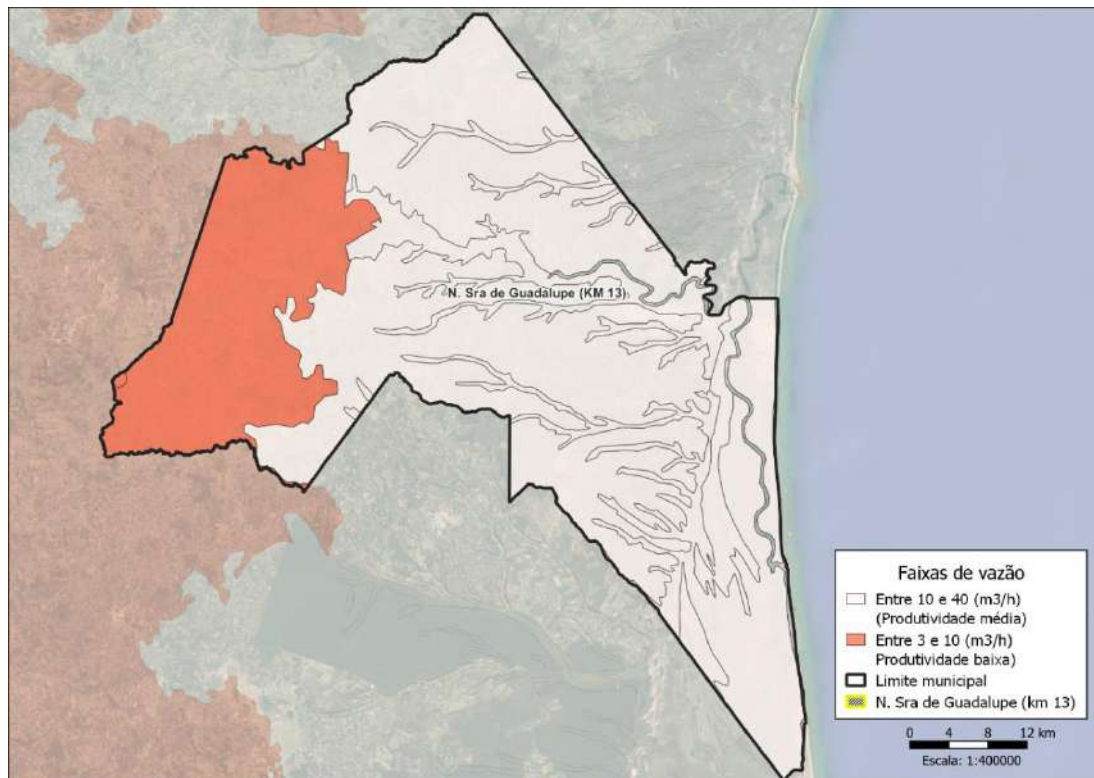 N. Sra de Guadalupe (KM 13)
Faixas de vazão
Entre 10 e 40 (m3/h)
(Produtividade média)
Entre 3 e 10 (m3/h)
Produtividade baixa)
Limite municipal
N. Sra de Guadalupe (km 13)
0 4 8 12 km
Escala: 1:400000